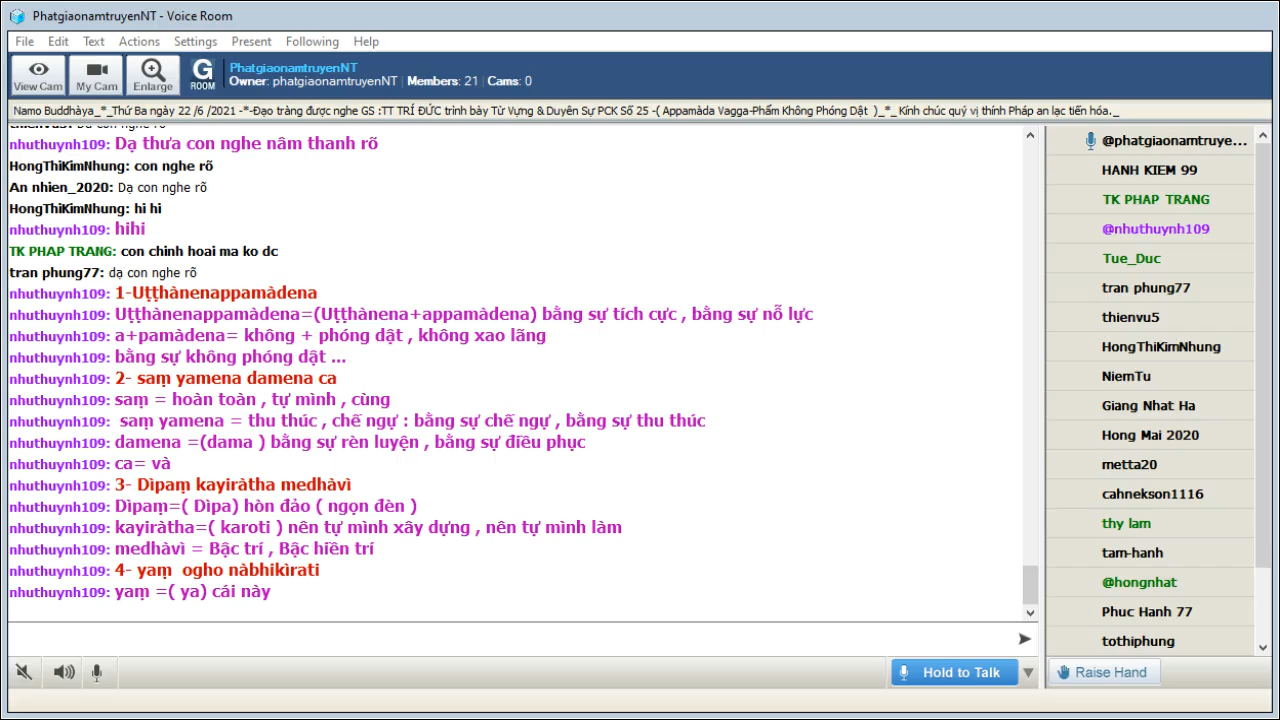 PhatgiaonamtruyenNT - Voice Room
File Edit Text Actions Settings Present Following Help
View Cam My Cam Enlarge G ROOM
PhatgiaonamtruyenNT
Owner: phatgiaonamtruyenNT | Members: 21 | Cams: 0
Namo Buddhàya_*_Thứ Ba ngày 22 /6 /2021 -*-Đạo tràng được nghe GS :TT TRÍ ĐỨC trình bày Từ Vựng & Duyên Sự PCK Số 25 -( Appamàda Vagga-Phẩm Không Phóng Dật )_*_Kính chúc quý vị thính Pháp an lạc tiến hóa._
nhuthuynh109: Dạ thưa con nghe nâm thanh rõ
HongThiKimNhung: con nghe rõ
An nhien_2020: Dạ con nghe rõ
HongThiKimNhung: hi hi
nhuthuynh109: hihi
TK PHAP TRANG: con chinh hoai ma ko dc
tran phung77: dạ con nghe rõ
nhuthuynh109: 1-Uṭṭhànenappamàdena
nhuthuynh109: Uṭṭhànenappamàdena=(Uṭṭhànena+appamàdena) bằng sự tích cực , bằng sự nỗ lực
nhuthuynh109: a+pamàdena= không + phóng dật , không xao lãng
nhuthuynh109: bằng sự không phóng dật ...
nhuthuynh109: 2- saṃ yamena damena ca
nhuthuynh109: saṃ = hoàn toàn , tự mình , cùng
nhuthuynh109: saṃ yamena = thu thúc , chế ngự : bằng sự chế ngự , bằng sự thu thúc
nhuthuynh109: damena =(dama ) bằng sự rèn luyện , bằng sự điều phục
nhuthuynh109: ca= và
nhuthuynh109: 3- Dìpaṃ kayiràtha medhàvì
nhuthuynh109: Dìpaṃ=( Dìpa) hòn đảo ( ngọn đèn )
nhuthuynh109: kayiràtha=( karoti ) nên tự mình xây dựng , nên tự mình làm
nhuthuynh109: medhàvì = Bậc trí , Bậc hiền trí
nhuthuynh109: 4- yaṃ ogho nàbhikìrati
nhuthuynh109: yaṃ =( ya) cái này
@phatgiaonamtruye...
HANH KIEM 99
TK PHAP TRANG
@nhuthuynh109
Tue_Duc
tran phung77
thienvu5
HongThiKimNhung
NiemTu
Giang Nhat Ha
Hong Mai 2020
metta20
cahnekson1116
thy lam
tam-hanh
@hongnhat
Phuc Hanh 77
tothiphung
Hold to Talk
Raise Hand